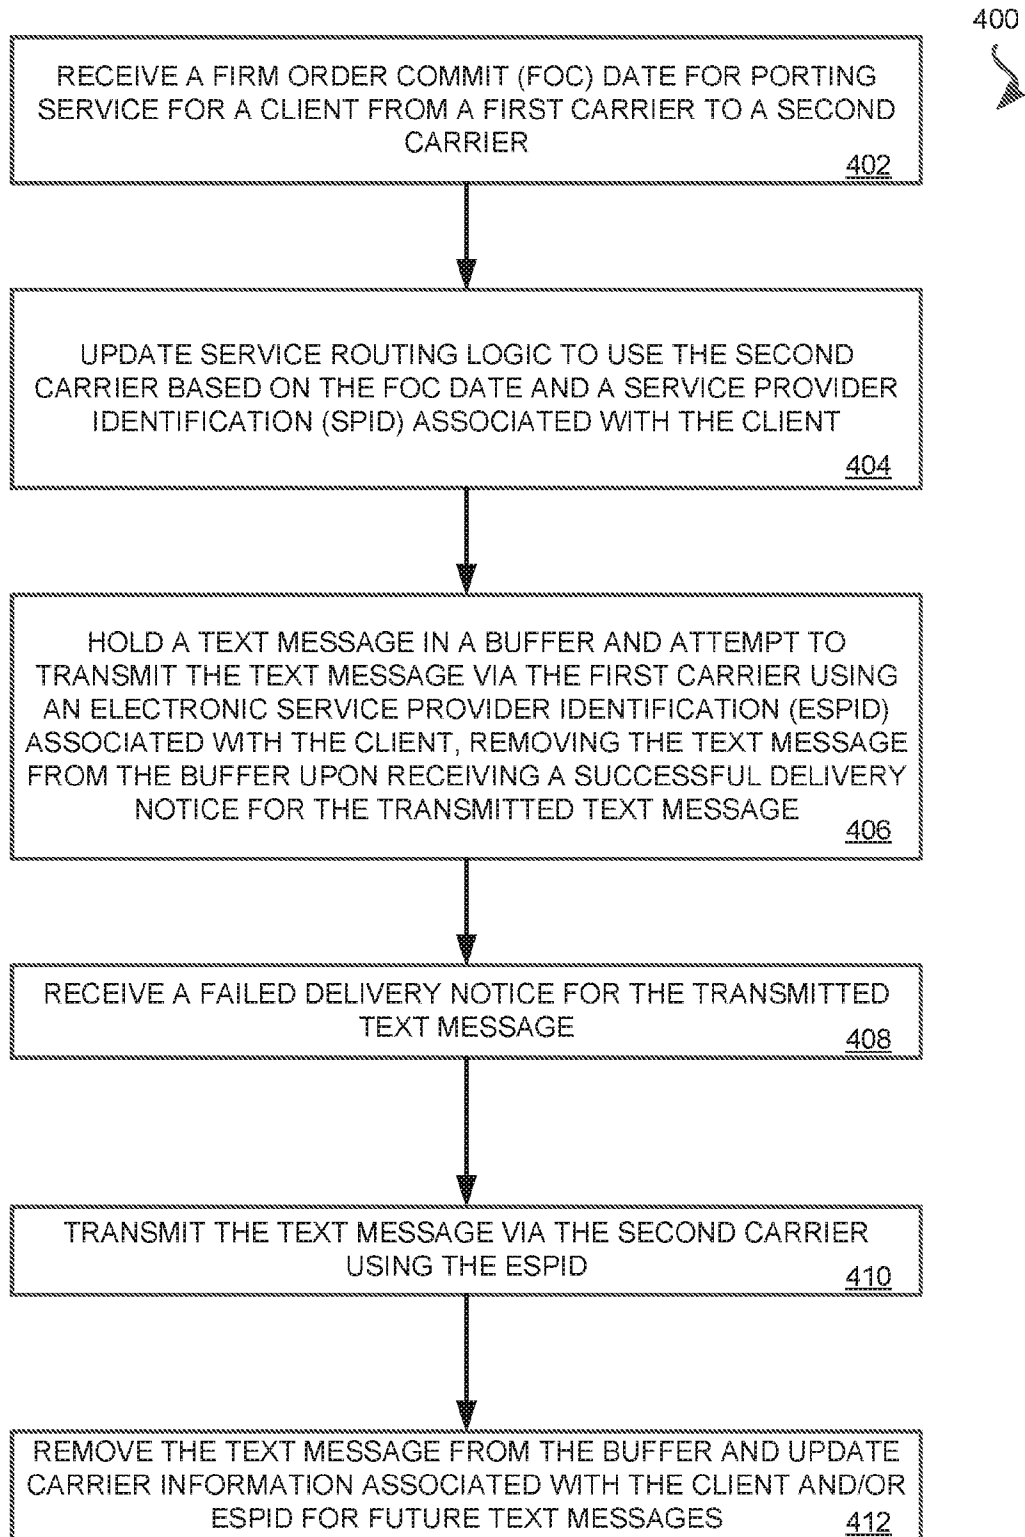 400
RECEIVE A FIRM ORDER COMMIT (FOC) DATE FOR PORTING
SERVICE FOR A CLIENT FROM A FIRST CARRIER TO A SECOND
CARRIER
402
UPDATE SERVICE ROUTING LOGIC TO USE THE SECOND
CARRIER BASED ON THE FOC DATE AND A SERVICE PROVIDER
IDENTIFICATION (SPID) ASSOCIATED WITH THE CLIENT
404
HOLD A TEXT MESSAGE IN A BUFFER AND ATTEMPT TO
TRANSMIT THE TEXT MESSAGE VIA THE FIRST CARRIER USING
AN ELECTRONIC SERVICE PROVIDER IDENTIFICATION (ESPID)
ASSOCIATED WITH THE CLIENT, REMOVING THE TEXT MESSAGE
FROM THE BUFFER UPON RECEIVING A SUCCESSFUL DELIVERY
NOTICE FOR THE TRANSMITTED TEXT MESSAGE
406
RECEIVE A FAILED DELIVERY NOTICE FOR THE TRANSMITTED
TEXT MESSAGE
408
TRANSMIT THE TEXT MESSAGE VIA THE SECOND CARRIER
USING THE ESPID
410
REMOVE THE TEXT MESSAGE FROM THE BUFFER AND UPDATE
CARRIER INFORMATION ASSOCIATED WITH THE CLIENT AND/OR
ESPID FOR FUTURE TEXT MESSAGES
412